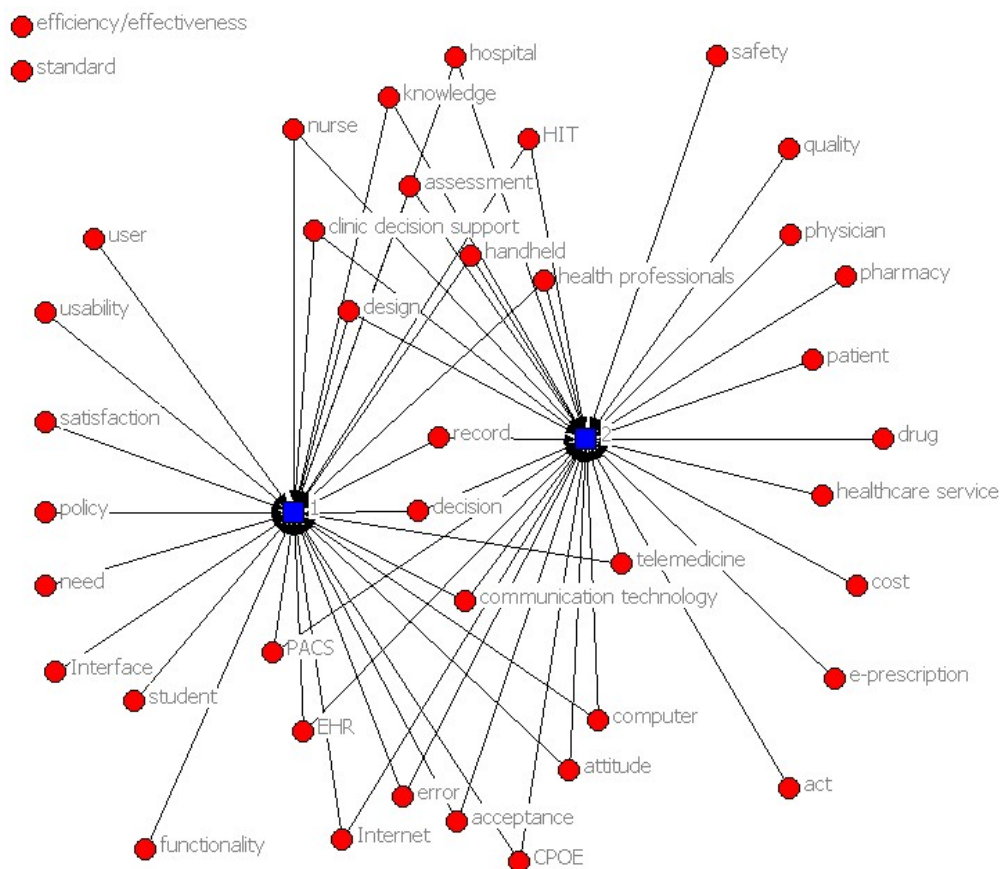 efficiency/effectiveness
standard
hospital
safety
knowledge
nurse
HIT
quality
assessment
clinic decision support
physician
user
handheld
health professionals
pharmacy
usability
design
patient
satisfaction
record
2
drug
healthcare service
policy
1
decision
telemedicine
need
communication technology
cost
Interface
PACS
e-prescription
student
EHR
computer
attitude
act
error
acceptance
functionality
Internet
CPOE